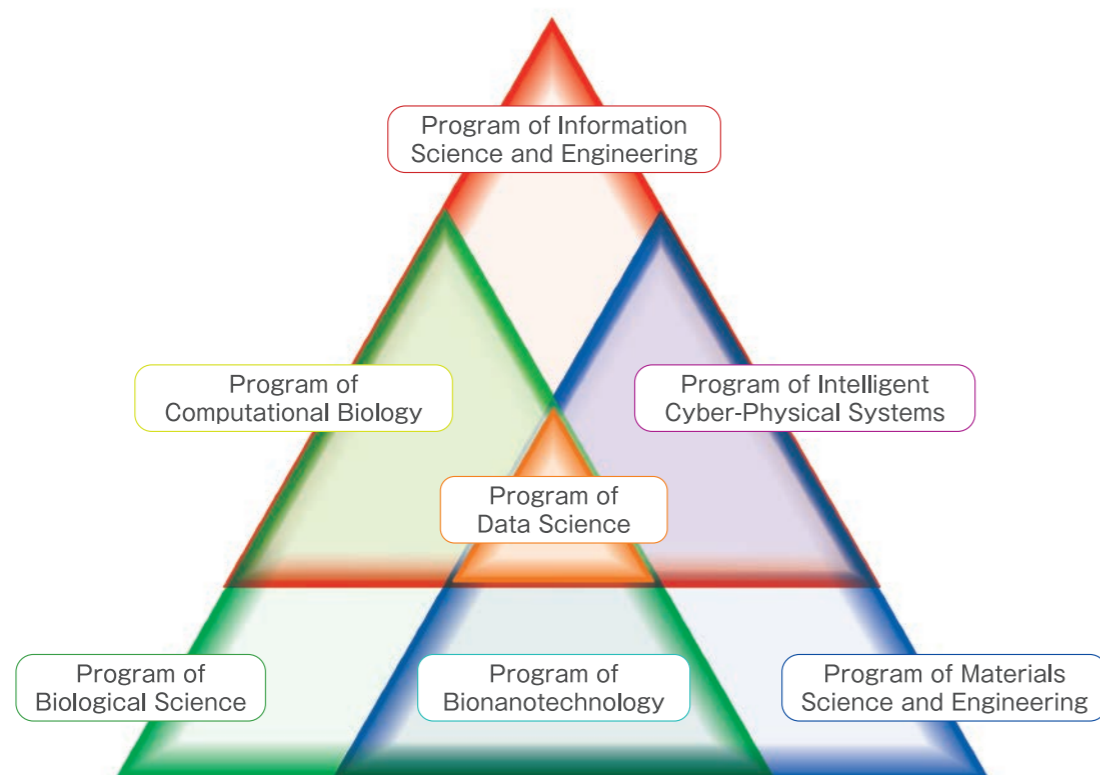 Program of Information
Science and Engineering
Program of
Computational Biology
Program of Intelligent
Cyber-Physical Systems
Program of
Data Science
Program of
Biological Science
Program of
Bionanotechnology
Program of Materials
Science and Engineering